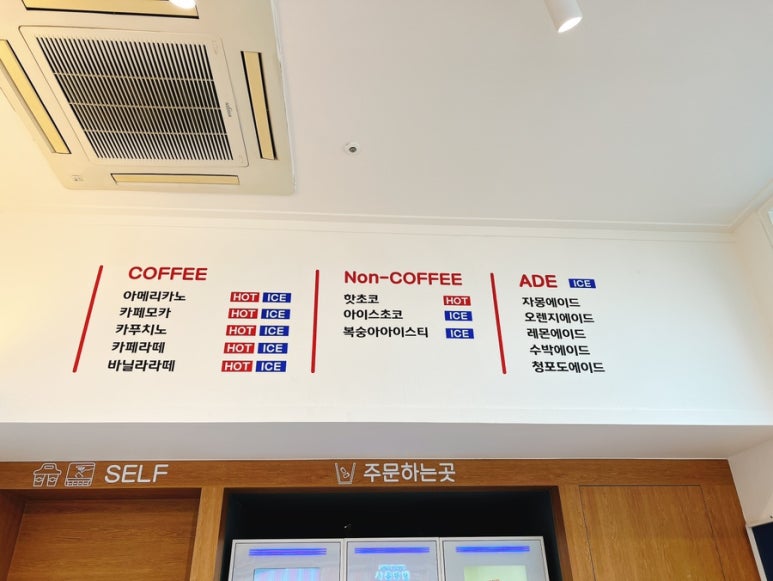 COFFEE
아메리카노 HOT ICE
카페모카 HOT ICE
카푸치노 HOT ICE
카페라떼 HOT ICE
바닐라라떼 HOT ICE
Non-COFFEE
핫초코 HOT
아이스초코 ICE
복숭아아이스티 ICE
ADE ICE
자몽에이드
오렌지에이드
레몬에이드
수박에이드
청포도에이드
SELF
주문하는곳